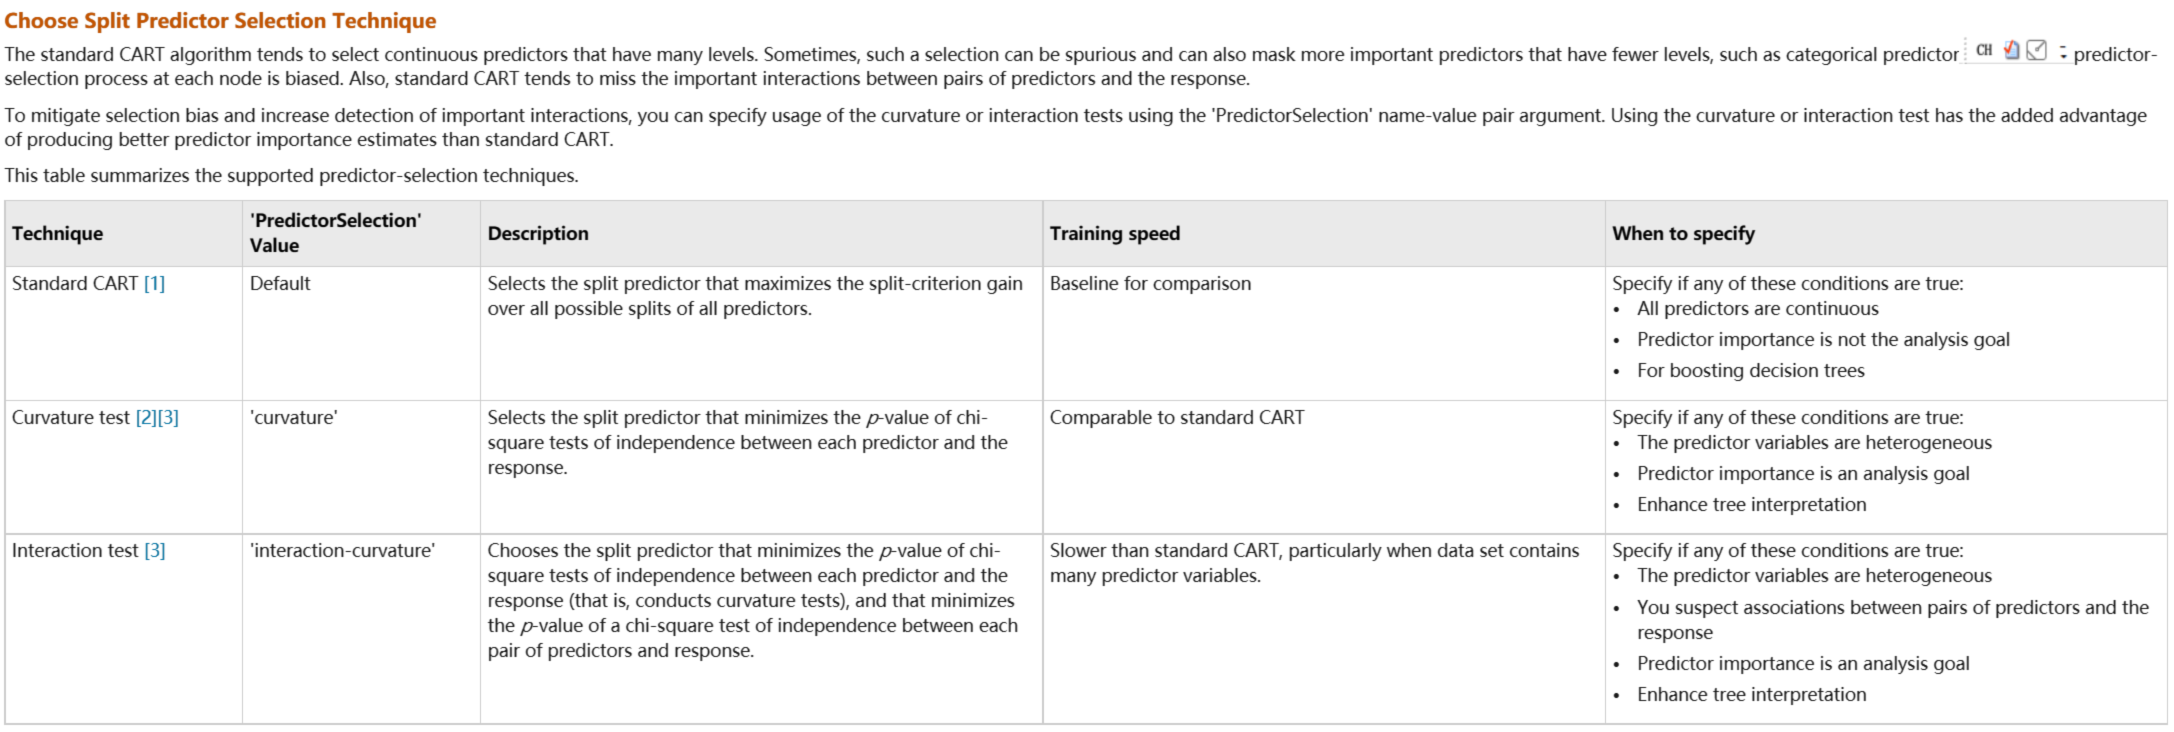 Choose Split Predictor Selection Technique
The standard CART algorithm tends to select continuous predictors that have many levels. Sometimes, such a selection can be spurious and can also mask more important predictors that have fewer levels, such as categorical predictor CH predictor-
selection process at each node is biased. Also, standard CART tends to miss the important interactions between pairs of predictors and the response.
To mitigate selection bias and increase detection of important interactions, you can specify usage of the curvature or interaction tests using the 'PredictorSelection' name-value pair argument. Using the curvature or interaction test has the added advantage
of producing better predictor importance estimates than standard CART.
This table summarizes the supported predictor-selection techniques.
Technique
'PredictorSelection'
Value
Description
Training speed
When to specify
Standard CART [1]
Default
Selects the split predictor that maximizes the split-criterion gain
over all possible splits of all predictors.
Baseline for comparison
Specify if any of these conditions are true:
• All predictors are continuous
• Predictor importance is not the analysis goal
• For boosting decision trees
Curvature test [2][3]
'curvature'
Selects the split predictor that minimizes the p-value of chi-
square tests of independence between each predictor and the
response.
Comparable to standard CART
Specify if any of these conditions are true:
• The predictor variables are heterogeneous
• Predictor importance is an analysis goal
• Enhance tree interpretation
Interaction test [3]
'interaction-curvature'
Chooses the split predictor that minimizes the p-value of chi-
square tests of independence between each predictor and the
response (that is, conducts curvature tests), and that minimizes
the p-value of a chi-square test of independence between each
pair of predictors and response.
Slower than standard CART, particularly when data set contains
many predictor variables.
Specify if any of these conditions are true:
• The predictor variables are heterogeneous
• You suspect associations between pairs of predictors and the
response
• Predictor importance is an analysis goal
• Enhance tree interpretation